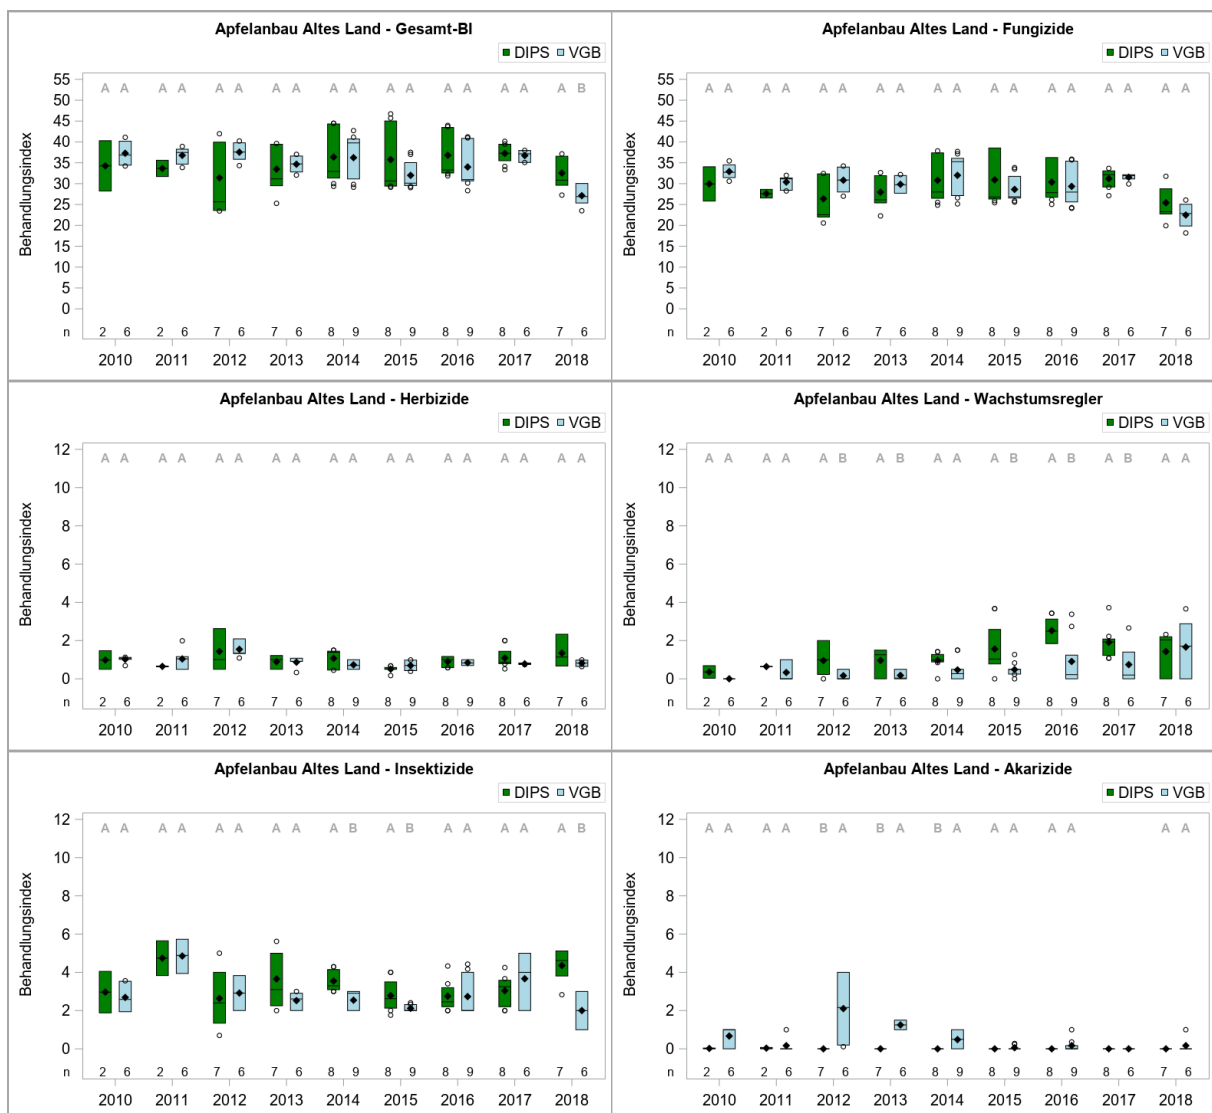 Apfelanbau Altes Land - Gesamt-BI
DIPS VGB
Behandlungsindex
55
50
45
40
35
30
25
20
15
10
5
0
A A A A A A A A A A A A A A A A A B
n 2 6 2 6 7 6 7 6 8 9 8 9 8 9 8 6 7 6
2010 2011 2012 2013 2014 2015 2016 2017 2018
Apfelanbau Altes Land - Fungizide
DIPS VGB
Behandlungsindex
55
50
45
40
35
30
25
20
15
10
5
0
A A A A A A A A A A A A A A A A A A
n 2 6 2 6 7 6 7 6 8 9 8 9 8 9 8 6 7 6
2010 2011 2012 2013 2014 2015 2016 2017 2018
Apfelanbau Altes Land - Herbizide
DIPS VGB
Behandlungsindex
12
10
8
6
4
2
0
A A A A A A A A A A A A A A A A A A
n 2 6 2 6 7 6 7 6 8 9 8 9 8 9 8 6 7 6
2010 2011 2012 2013 2014 2015 2016 2017 2018
Apfelanbau Altes Land - Wachstumsregler
DIPS VGB
Behandlungsindex
12
10
8
6
4
2
0
A A A A A B A B A A A B A B A B A A
n 2 6 2 6 7 6 7 6 8 9 8 9 8 9 8 6 7 6
2010 2011 2012 2013 2014 2015 2016 2017 2018
Apfelanbau Altes Land - Insektizide
DIPS VGB
Behandlungsindex
12
10
8
6
4
2
0
A A A A A A A A A B A B A A A A A B
n 2 6 2 6 7 6 7 6 8 9 8 9 8 9 8 6 7 6
2010 2011 2012 2013 2014 2015 2016 2017 2018
Apfelanbau Altes Land - Akarizide
DIPS VGB
Behandlungsindex
12
10
8
6
4
2
0
A A A A B A B A B A A A A A A A
n 2 6 2 6 7 6 7 6 8 9 8 9 8 9 8 6 7 6
2010 2011 2012 2013 2014 2015 2016 2017 2018